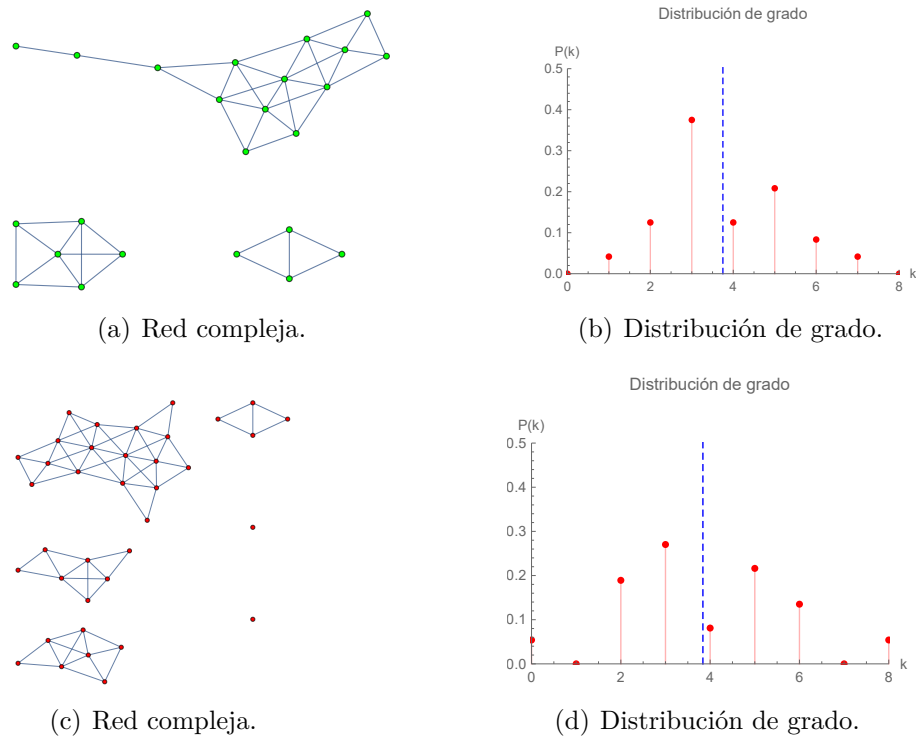 Distribución de grado
P(k)
0.5
0.4
0.3
0.2
0.1
0.0
0 2 4 6 8 k
(a) Red compleja.
(b) Distribución de grado.
Distribución de grado
P(k)
0.5
0.4
0.3
0.2
0.1
0.0
0 2 4 6 8 k
(c) Red compleja.
(d) Distribución de grado.